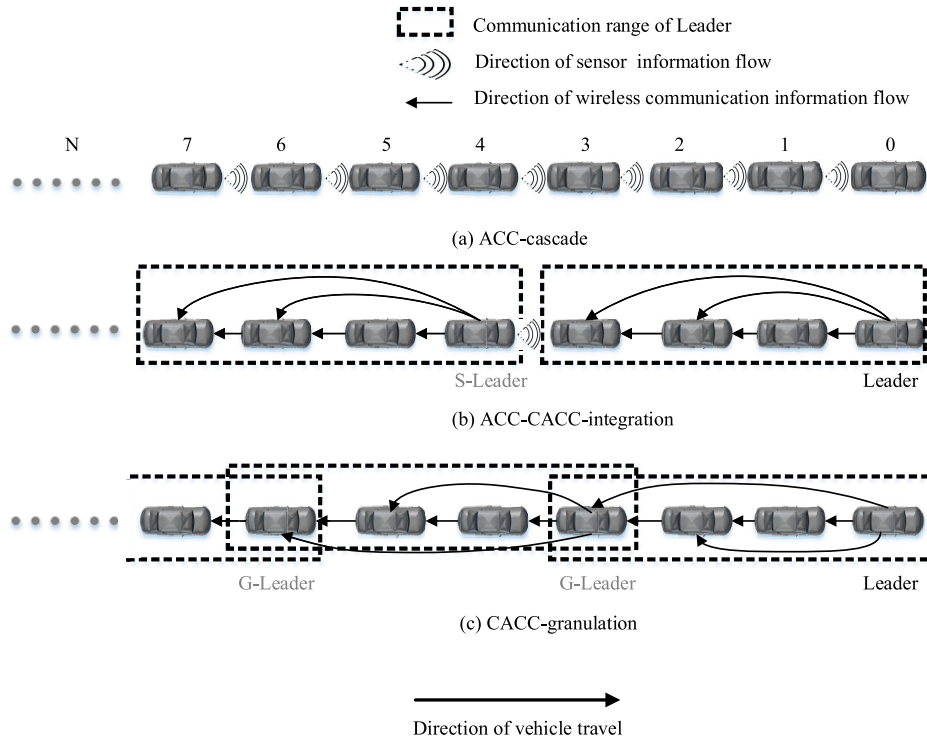 Communication range of Leader
Direction of sensor information flow
Direction of wireless communication information flow
N 7 6 5 4 3 2 1 0
(a) ACC-cascade
S-Leader Leader
(b) ACC-CACC-integration
G-Leader G-Leader Leader
(c) CACC-granulation
Direction of vehicle travel